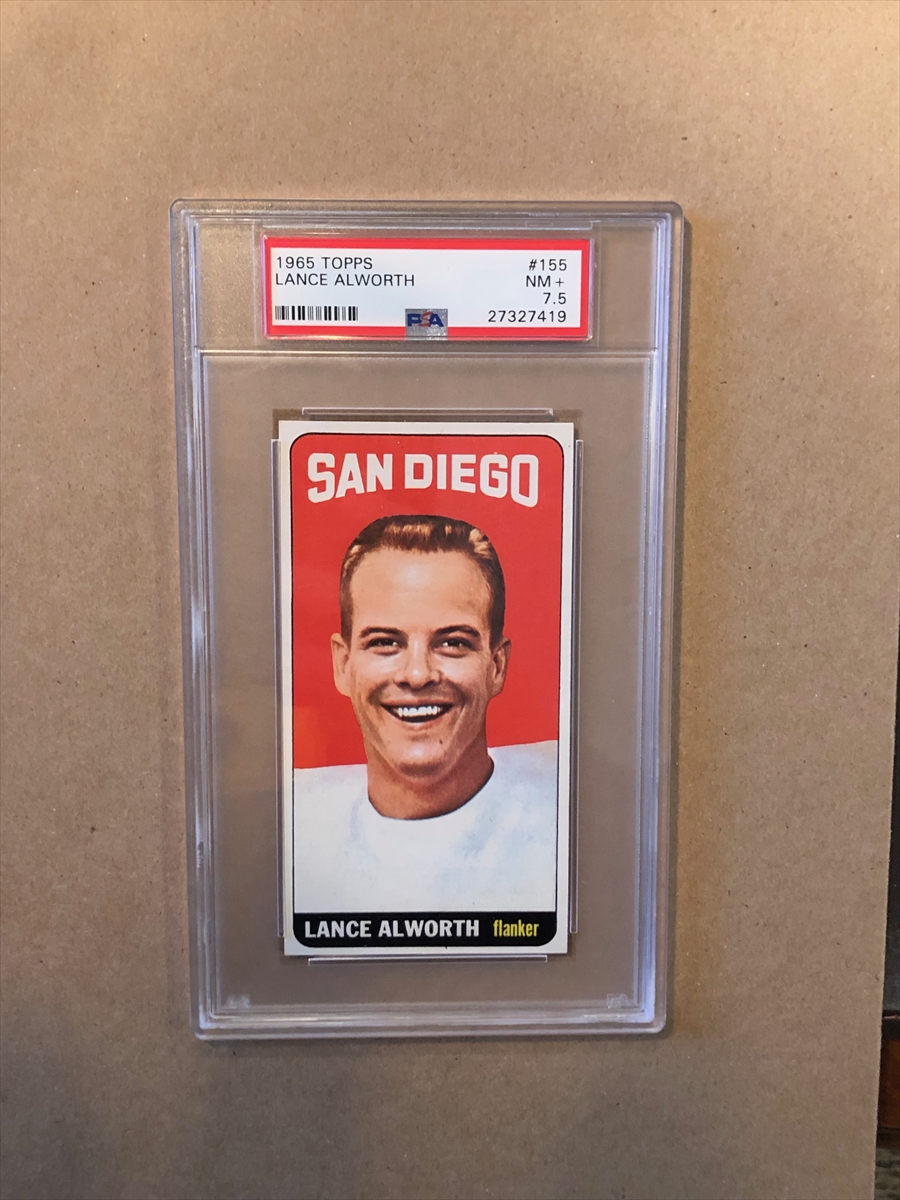 1965 TOPPS #155
LANCE ALWORTH NM+
7.5
PSA 27327419
SAN DIEGO
LANCE ALWORTH flanker